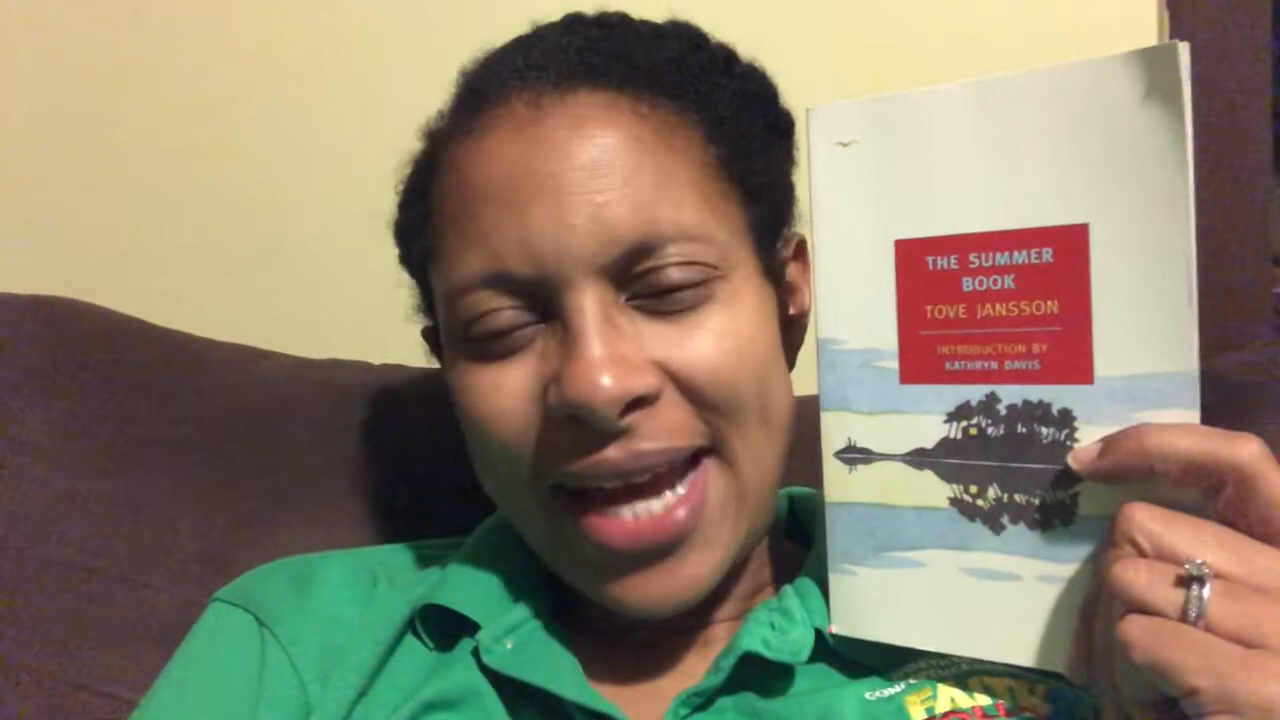 THE SUMMER
BOOK
TOVE JANSSON
INTRODUCTION BY
KATHRYN DAVIS